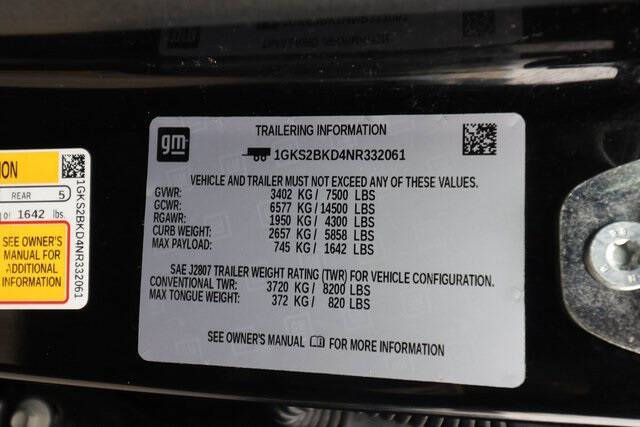 gm
TRAILERING INFORMATION
1GKS2BKD4NR332061
VEHICLE AND TRAILER MUST NOT EXCEED ANY OF THESE VALUES.
GVWR: 3402 KG / 7500 LBS
GCWR: 6577 KG / 14500 LBS
RGAWR: 1950 KG / 4300 LBS
CURB WEIGHT: 2657 KG / 5858 LBS
MAX PAYLOAD: 745 KG / 1642 LBS
SAE J2807 TRAILER WEIGHT RATING (TWR) FOR VEHICLE CONFIGURATION.
CONVENTIONAL TWR: 3720 KG / 8200 LBS
MAX TONGUE WEIGHT: 372 KG / 820 LBS
SEE OWNER'S MANUAL FOR MORE INFORMATION
REAR 5
1642 lbs.
SEE OWNER'S
MANUAL FOR
ADDITIONAL
INFORMATION
1GKS2BKD4NR332061